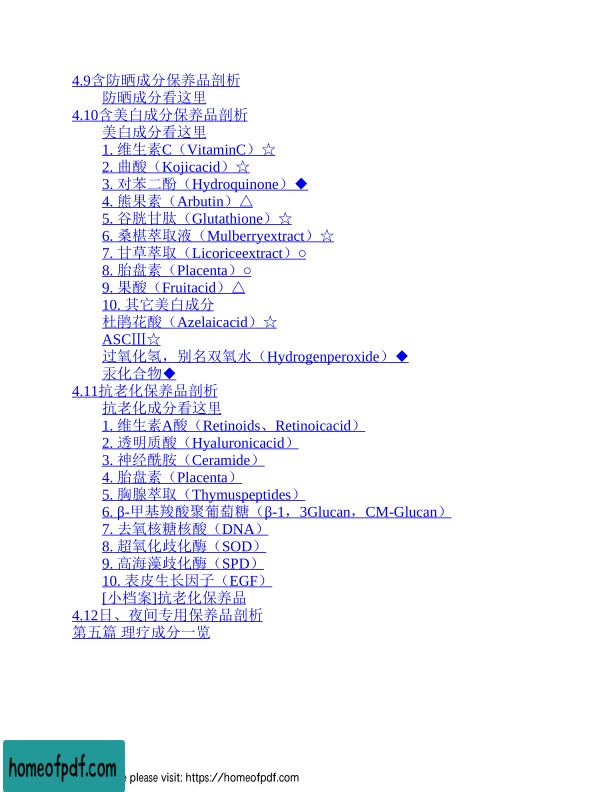 4.9含防晒成分保养品剖析
防晒成分看这里
4.10含美白成分保养品剖析
美白成分看这里
1. 维生素C（VitaminC）☆
2. 曲酸（Kojicacid）☆
3. 对苯二酚（Hydroquinone）◆
4. 熊果素（Arbutin）△
5. 谷胱甘肽（Glutathione）☆
6. 桑椹萃取液（Mulberryextract）☆
7. 甘草萃取（Licoriceextract）○
8. 胎盘素（Placenta）○
9. 果酸（Fruitacid）△
10. 其它美白成分
杜鹃花酸（Azelaicacid）☆
ASCⅢ☆
过氧化氢，别名双氧水（Hydrogenperoxide）◆
汞化合物◆
4.11抗老化保养品剖析
抗老化成分看这里
1. 维生素A酸（Retinoids、Retinoicacid）
2. 透明质酸（Hyaluronicacid）
3. 神经酰胺（Ceramide）
4. 胎盘素（Placenta）
5. 胸腺萃取（Thymuspeptides）
6. β-甲基羧酸聚葡萄糖（β-1，3Glucan，CM-Glucan）
7. 去氧核糖核酸（DNA）
8. 超氧化歧化酶（SOD）
9. 高海藻歧化酶（SPD）
10. 表皮生长因子（EGF）
[小档案]抗老化保养品
4.12日、夜间专用保养品剖析
第五篇 理疗成分一览
homeofpdf.com
e please visit: https://homeofpdf.com